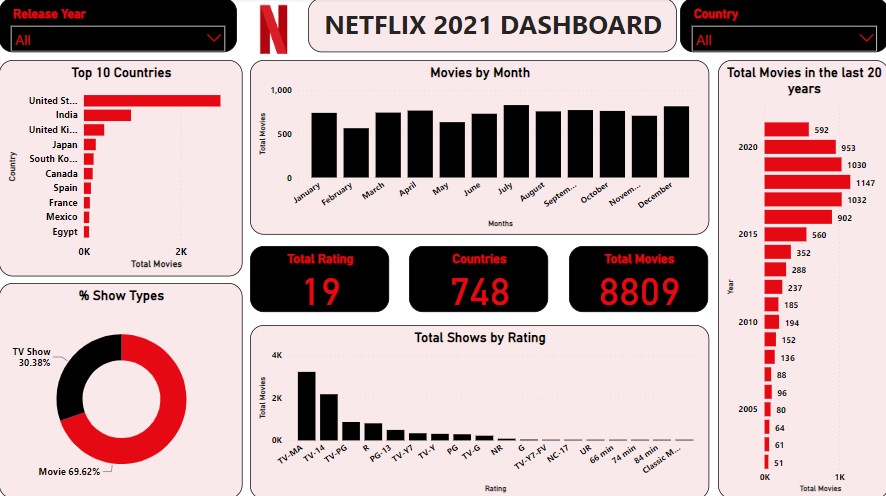 Release Year
All
N
NETFLIX 2021 DASHBOARD
Country
All
Top 10 Countries
Country
United St...
India
United Ki...
Japan
South Ko...
Canada
Spain
France
Mexico
Egypt
0K
2K
Total Movies
Movies by Month
Total Movies
1,000
500
0
January
February
March
April
May
June
July
August
Septem...
October
Novem...
December
Months
Total Movies in the last 20
years
Year
592
2020
953
1030
1147
1032
902
2015
560
352
288
237
185
2010
194
152
136
88
96
2005
80
64
61
51
0K
1K
Total Movies
Total Rating
19
Countries
748
Total Movies
8809
% Show Types
TV Show
30.38%
Movie 69.62%
Total Shows by Rating
Total Movies
4K
2K
0K
TV-MA
TV-14
TV-PG
R
PG-13
TV-Y7
TV-Y
PG
TV-G
NR
G
TV-Y7-FV
NC-17
UR
66 min
74 min
84 min
Classic M...
Rating